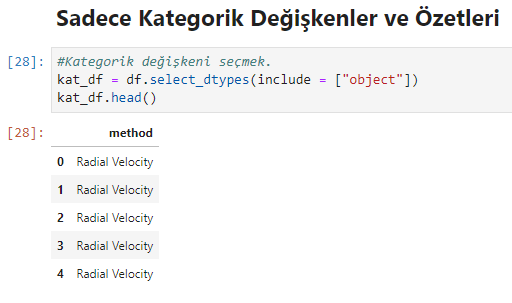 Sadece Kategorik Değişkenler ve Özetleri
[28]: #Kategorik değişkeni seçmek.
kat_df = df.select_dtypes(include = ["object"])
kat_df.head()
[28]: method
0 Radial Velocity
1 Radial Velocity
2 Radial Velocity
3 Radial Velocity
4 Radial Velocity